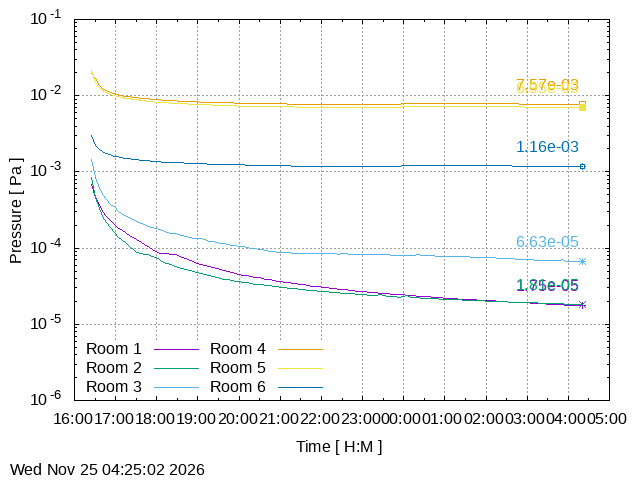 10^-1
10^-2
10^-3
10^-4
10^-5
10^-6
Pressure [ Pa ]
7.57e-03
1.16e-03
6.63e-05
Room 1 Room 4
Room 2 Room 5
Room 3 Room 6
16:00 17:00 18:00 19:00 20:00 21:00 22:00 23:00 00:00 01:00 02:00 03:00 04:00 05:00
Time [ H:M ]
Wed Nov 25 04:25:02 2026